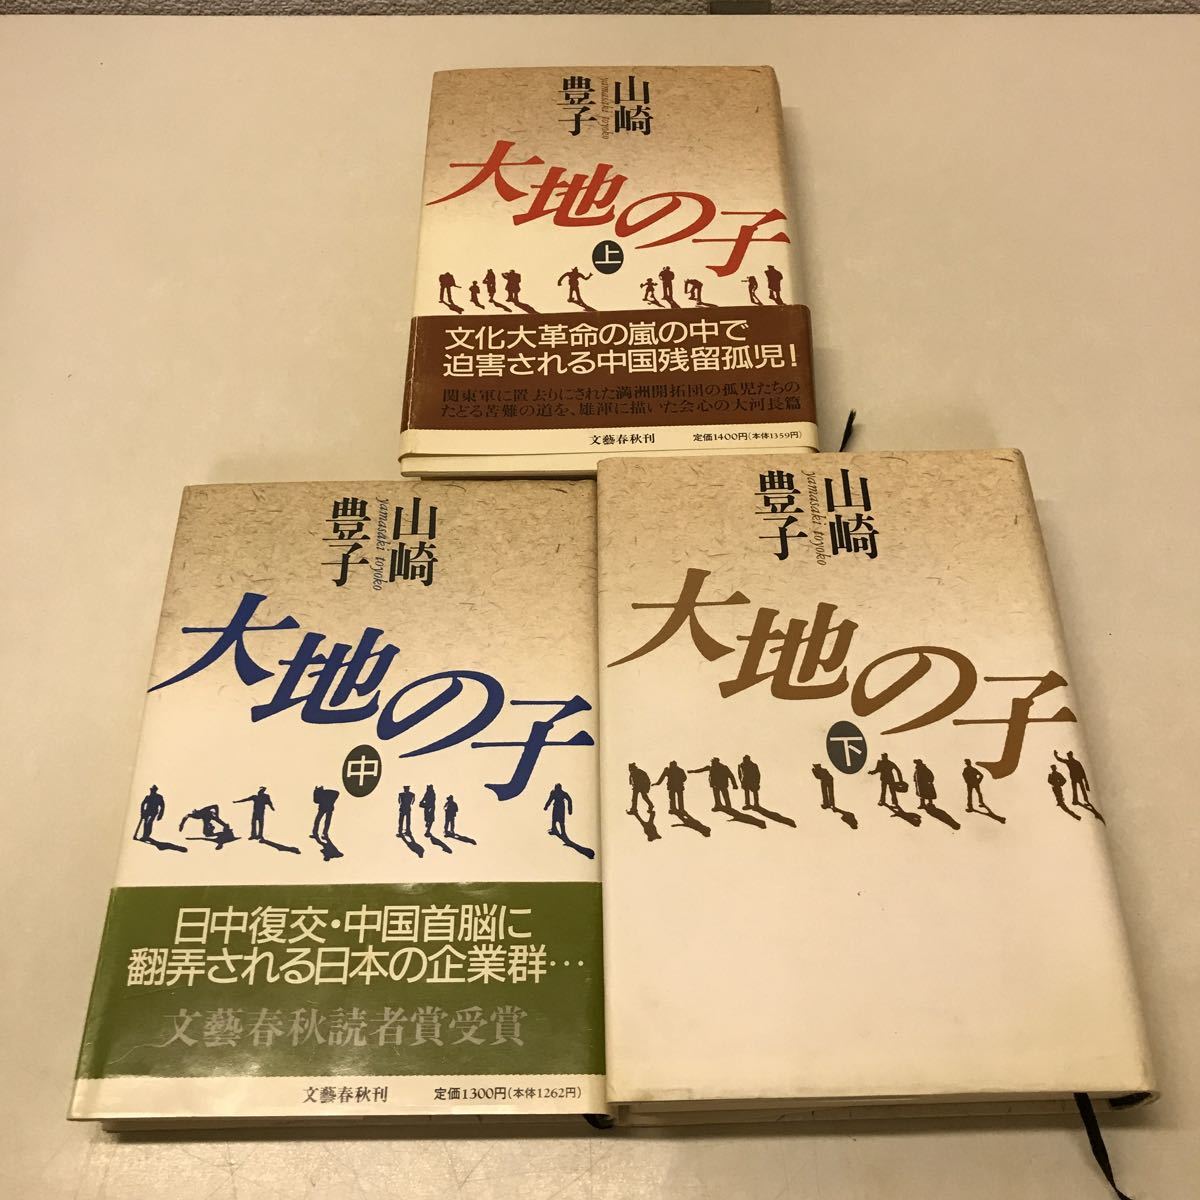 山崎
豊子
yamasaki toyoko
大地の子
上
文化大革命の嵐の中で
迫害される中国残留孤児！
関東軍に置去りにされた満洲開拓団の孤児たちの
たどる苦難の道を、雄渾に描いた会心の大河長篇
文藝春秋刊
定価1400円(本体1359円)
山崎
豊子
yamasaki toyoko
大地の子
中
日中復交・中国首脳に
翻弄される日本の企業群…
文藝春秋読者賞受賞
文藝春秋刊
定価1300円(本体1262円)
山崎
豊子
yamasaki toyoko
大地の子
下